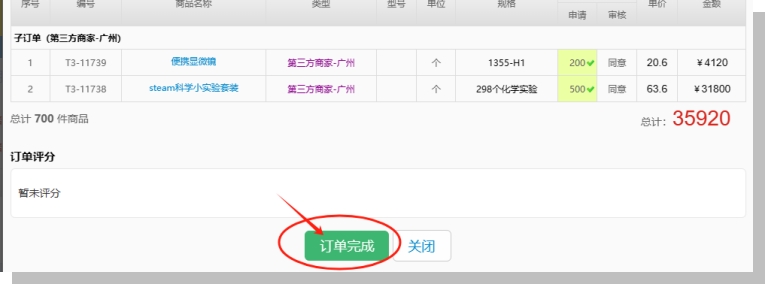 序号 编号 商品名称 类型 型号 单位 规格 单价 金额
申请 审核
子订单 (第三方商家-广州)
1 T3-11739 便携显微镜 第三方商家-广州 个 1355-H1 200 同意 20.6 ¥4120
2 T3-11738 steam科学小实验套装 第三方商家-广州 个 298个化学实验 500 同意 63.6 ¥31800
总计 700 件商品 总计: 35920
订单评分
暂未评分
订单完成 关闭